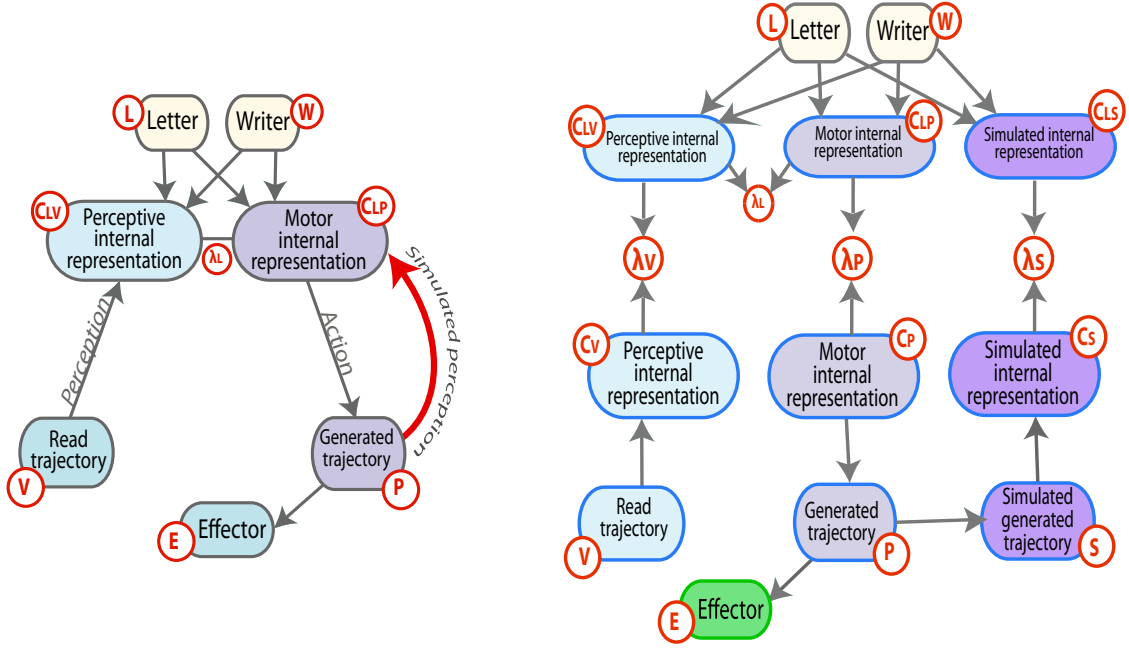 L
Letter
Writer
W
CLV
Perceptive
internal
representation
λL
Motor
internal
representation
CLP
Perception
Action
Simulated perception
Read
trajectory
V
Generated
trajectory
P
E
Effector
L
Letter
Writer
W
CLV
Perceptive internal
representation
Motor internal
representation
CLP
CLS
Simulated internal
representation
λL
λV
λP
λS
CV
Perceptive
internal
representation
Motor
internal
representation
CP
Simulated
internal
representation
CS
Read
trajectory
V
Generated
trajectory
P
Simulated
generated
trajectory
S
E
Effector